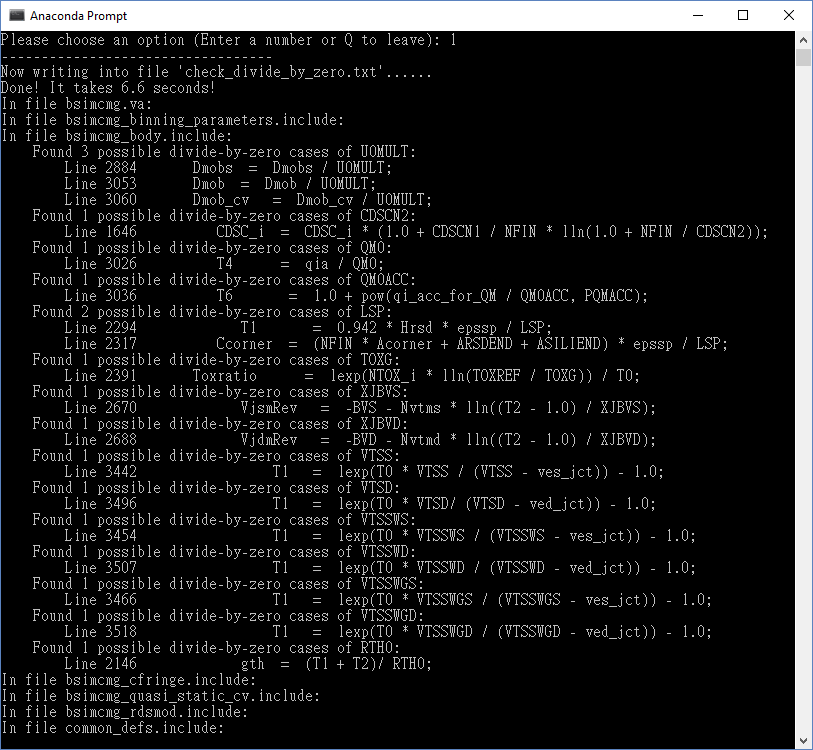 Anaconda Prompt
Please choose an option (Enter a number or Q to leave): 1
----------------------------------
Now writing into file 'check_divide_by_zero.txt'......
Done! It takes 6.6 seconds!
In file bsimcmg.va:
In file bsimcmg_binning_parameters.include:
In file bsimcmg_body.include:
    Found 3 possible divide-by-zero cases of UOMULT:
        Line 2884       Dmobs  =  Dmobs / UOMULT;
        Line 3053       Dmob  =  Dmob / UOMULT;
        Line 3060       Dmob_cv   =  Dmob_cv / UOMULT;
    Found 1 possible divide-by-zero cases of CDSCN2:
        Line 1646          CDSC_i  =  CDSC_i * (1.0 + CDSCN1 / NFIN * lln(1.0 + NFIN / CDSCN2));
    Found 1 possible divide-by-zero cases of QM0:
        Line 3026          T4      =  qia / QM0;
    Found 1 possible divide-by-zero cases of QM0ACC:
        Line 3036          T6       =  1.0 + pow(qi_acc_for_QM / QM0ACC, PQMACC);
    Found 2 possible divide-by-zero cases of LSP:
        Line 2294             T1       =  0.942 * Hrsd * epssp / LSP;
        Line 2317          Ccorner  =  (NFIN * Acorner + ARSDEND + ASILIEND) * epssp / LSP;
    Found 1 possible divide-by-zero cases of TOXG:
        Line 2391       Toxratio      =  lexp(NTOX_i * lln(TOXREF / TOXG)) / T0;
    Found 1 possible divide-by-zero cases of XJBVS:
        Line 2670             VjsmRev   =  -BVS - Nvtms * lln((T2 - 1.0) / XJBVS);
    Found 1 possible divide-by-zero cases of XJBVD:
        Line 2688             VjdmRev   =  -BVD - Nvtmd * lln((T2 - 1.0) / XJBVD);
    Found 1 possible divide-by-zero cases of VTSS:
        Line 3442                 T1   =  lexp(T0 * VTSS / (VTSS - ves_jct)) - 1.0;
    Found 1 possible divide-by-zero cases of VTSD:
        Line 3496                 T1   =  lexp(T0 * VTSD/ (VTSD - ved_jct)) - 1.0;
    Found 1 possible divide-by-zero cases of VTSSWS:
        Line 3454                 T1   =  lexp(T0 * VTSSWS / (VTSSWS - ves_jct)) - 1.0;
    Found 1 possible divide-by-zero cases of VTSSWD:
        Line 3507                 T1   =  lexp(T0 * VTSSWD / (VTSSWD - ved_jct)) - 1.0;
    Found 1 possible divide-by-zero cases of VTSSWGS:
        Line 3466                 T1   =  lexp(T0 * VTSSWGS / (VTSSWGS - ves_jct)) - 1.0;
    Found 1 possible divide-by-zero cases of VTSSWGD:
        Line 3518                 T1   =  lexp(T0 * VTSSWGD / (VTSSWGD - ved_jct)) - 1.0;
    Found 1 possible divide-by-zero cases of RTH0:
        Line 2146             gth  =  (T1 + T2)/ RTH0;
In file bsimcmg_cfringe.include:
In file bsimcmg_quasi_static_cv.include:
In file bsimcmg_rdsmod.include:
In file common_defs.include: